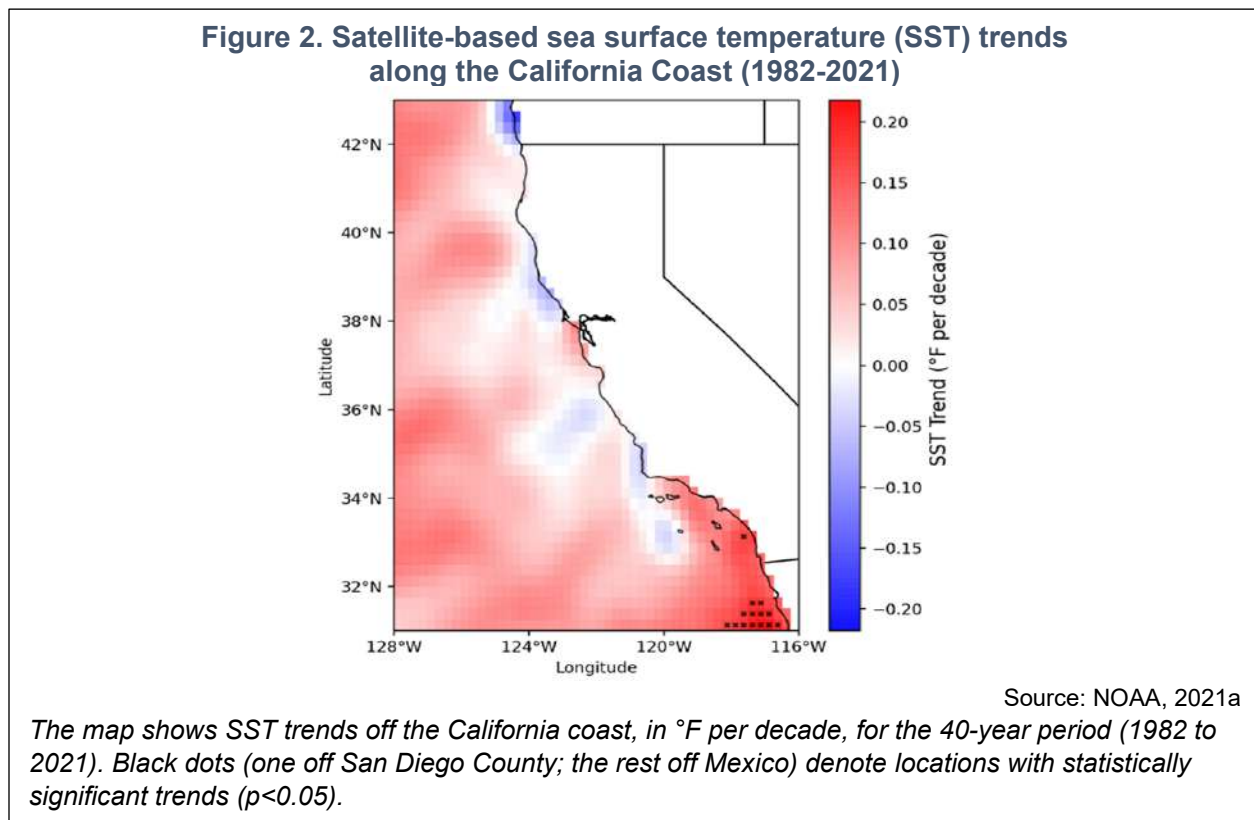 Figure 2. Satellite-based sea surface temperature (SST) trends
along the California Coast (1982-2021)
42°N
40°N
38°N
36°N
34°N
32°N
Latitude
128°W
124°W
120°W
116°W
Longitude
0.20
0.15
0.10
0.05
0.00
−0.05
−0.10
−0.15
−0.20
SST Trend (°F per decade)
Source: NOAA, 2021a
The map shows SST trends off the California coast, in °F per decade, for the 40-year period (1982 to
2021). Black dots (one off San Diego County; the rest off Mexico) denote locations with statistically
significant trends (p<0.05).